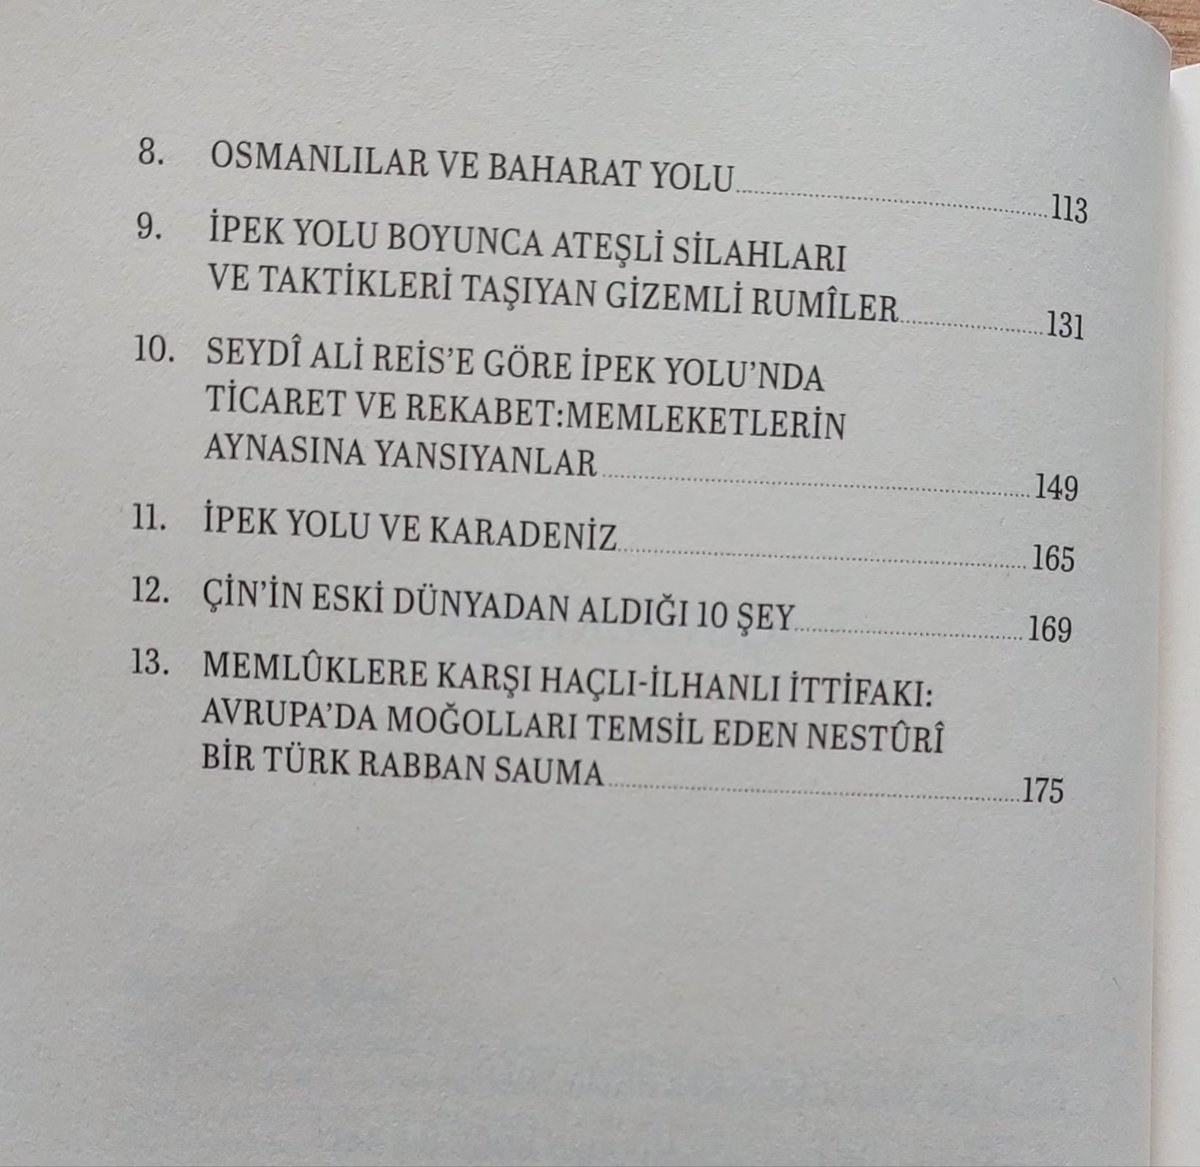 8. OSMANLILAR VE BAHARAT YOLU 113
9. İPEK YOLU BOYUNCA ATEŞLİ SİLAHLARI
VE TAKTİKLERİ TAŞIYAN GİZEMLİ RUMÎLER 131
10. SEYDÎ ALİ REİS’E GÖRE İPEK YOLU’NDA
TİCARET VE REKABET:MEMLEKETLERİN
AYNASINA YANSIYANLAR 149
11. İPEK YOLU VE KARADENİZ 165
12. ÇİN’İN ESKİ DÜNYADAN ALDIĞI 10 ŞEY 169
13. MEMLÛKLERE KARŞI HAÇLI-İLHANLI İTTİFAKI:
AVRUPA’DA MOĞOLLARI TEMSİL EDEN NESTÛRÎ
BİR TÜRK RABBAN SAUMA 175